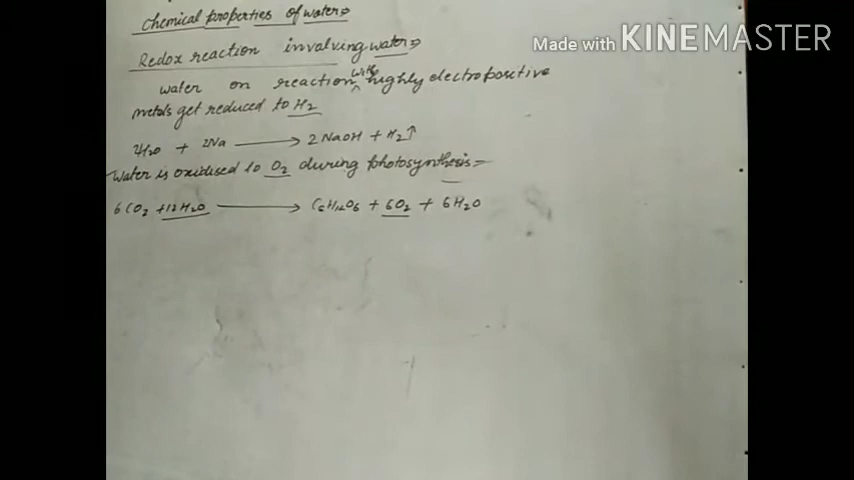 Chemical properties of water→
Made with KINEMASTER
Redox reaction involving water→
water on reaction with highly electropositive
metals get reduced to H2
2H2O + 2Na → 2NaOH + H2↑
Water is oxidised to O2 during photosynthesis-
6CO2 + 12H2O → C6H12O6 + 6O2 + 6H2O